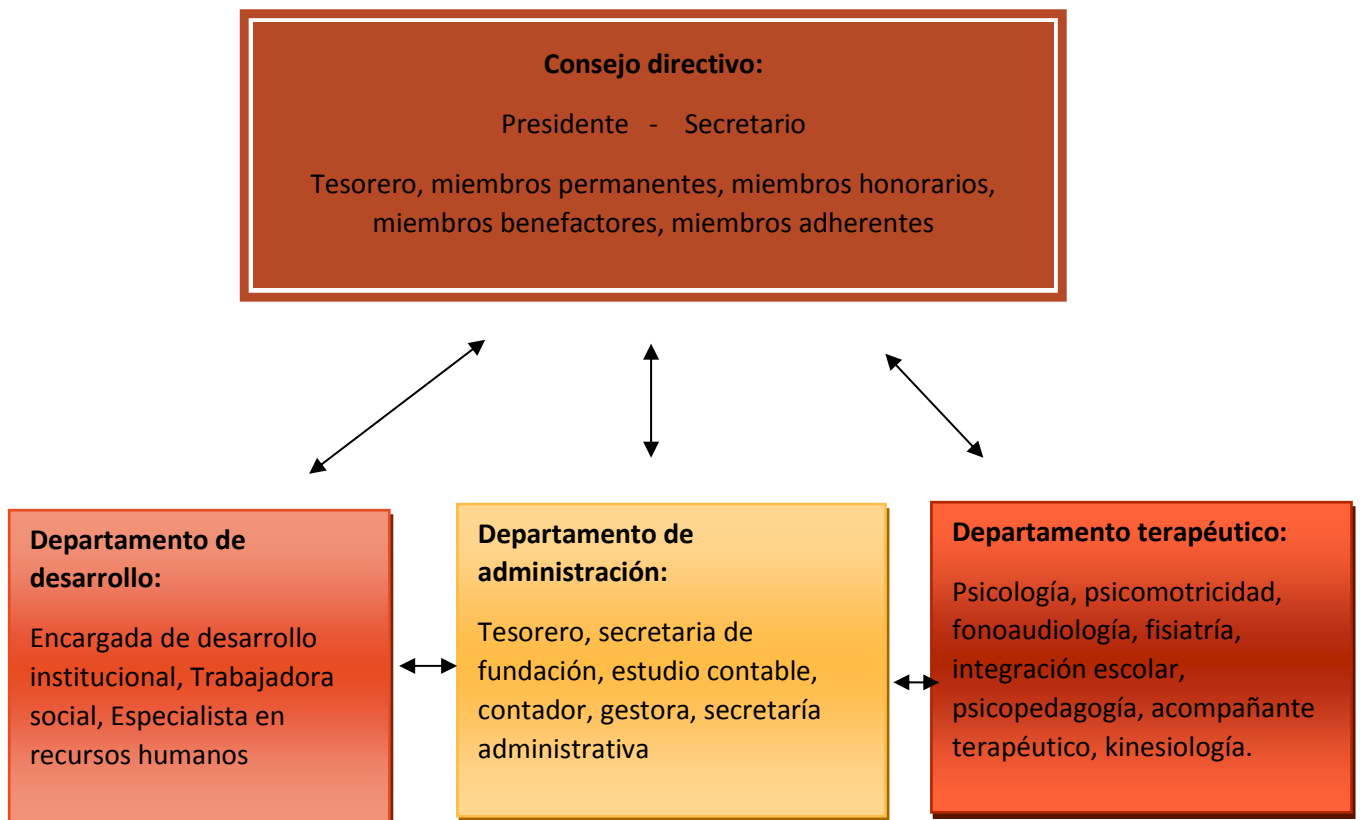 Consejo directivo:
Presidente - Secretario
Tesorero, miembros permanentes, miembros honorarios,
miembros benefactores, miembros adherentes
Departamento de
desarrollo:
Encargada de desarrollo
institucional, Trabajadora
social, Especialista en
recursos humanos
Departamento de
administración:
Tesorero, secretaria de
fundación, estudio contable,
contador, gestora, secretaría
administrativa
Departamento terapéutico:
Psicología, psicomotricidad,
fonoaudiología, fisiatría,
integración escolar,
psicopedagogía, acompañante
terapéutico, kinesiología.